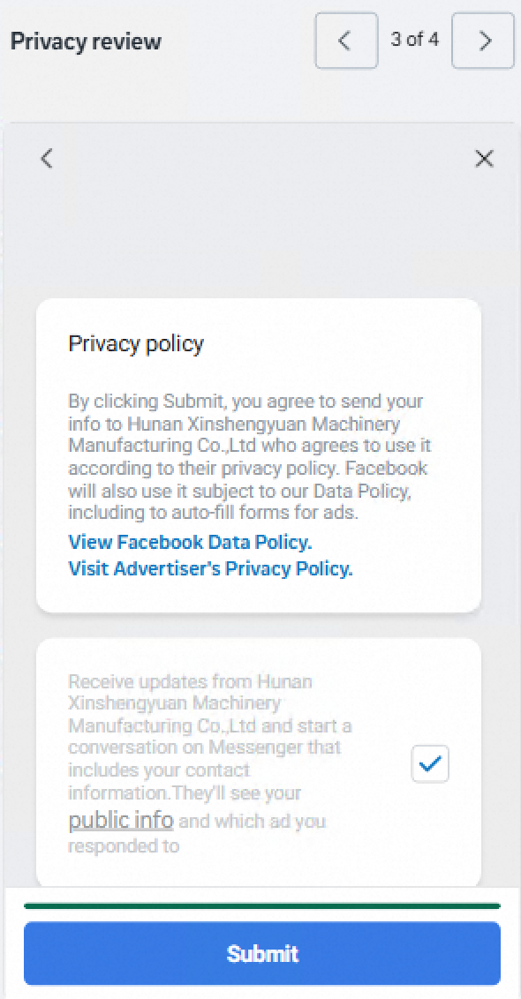 Privacy review
3 of 4
Privacy policy
By clicking Submit, you agree to send your
info to Hunan Xinshengyuan Machinery
Manufacturing Co.,Ltd who agrees to use it
according to their privacy policy. Facebook
will also use it subject to our Data Policy,
including to auto-fill forms for ads.
View Facebook Data Policy.
Visit Advertiser's Privacy Policy.
Receive updates from Hunan
Xinshengyuan Machinery
Manufacturing Co.,Ltd and start a
conversation on Messenger that
includes your contact
information.They'll see your
public info and which ad you
responded to
Submit